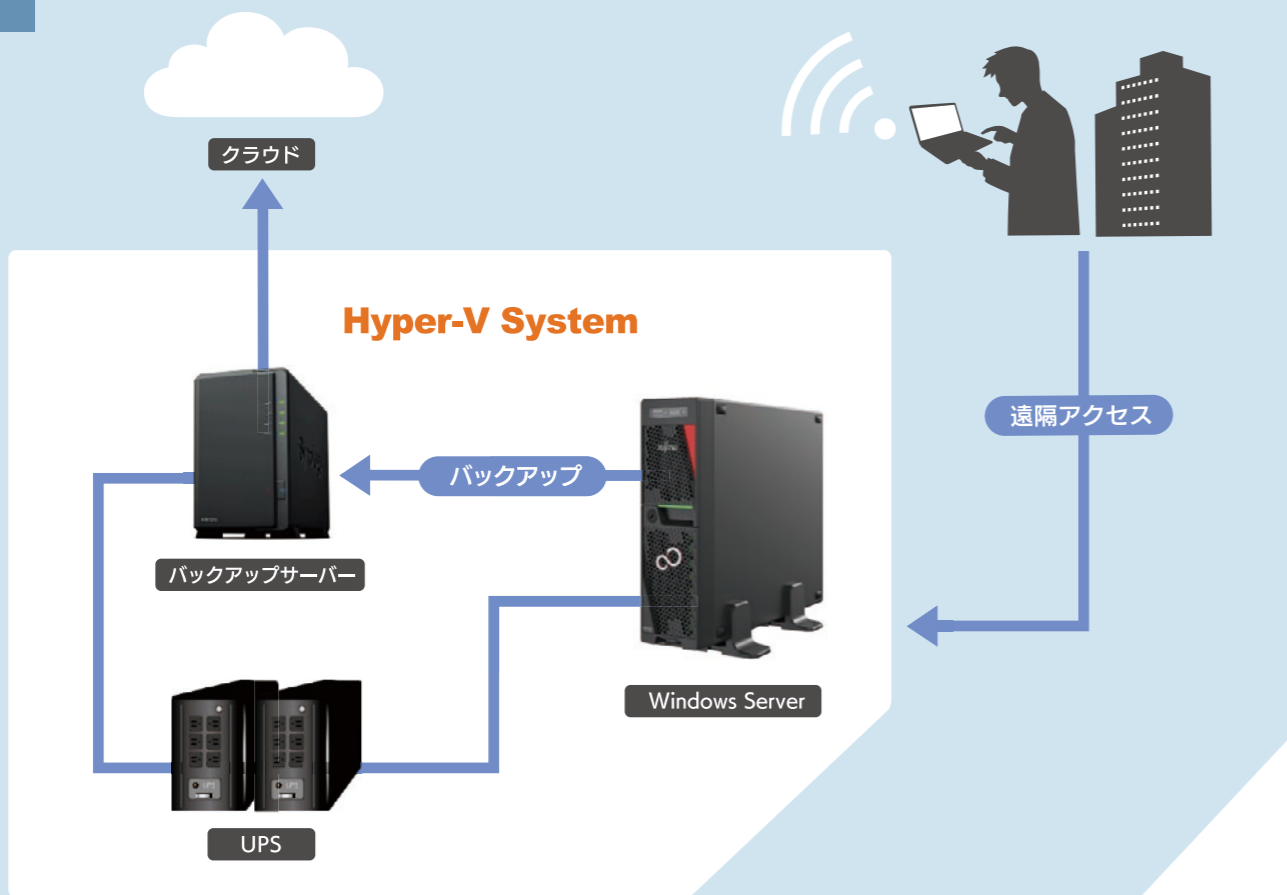 クラウド
Hyper-V System
遠隔アクセス
バックアップ
バックアップサーバー
Windows Server
UPS